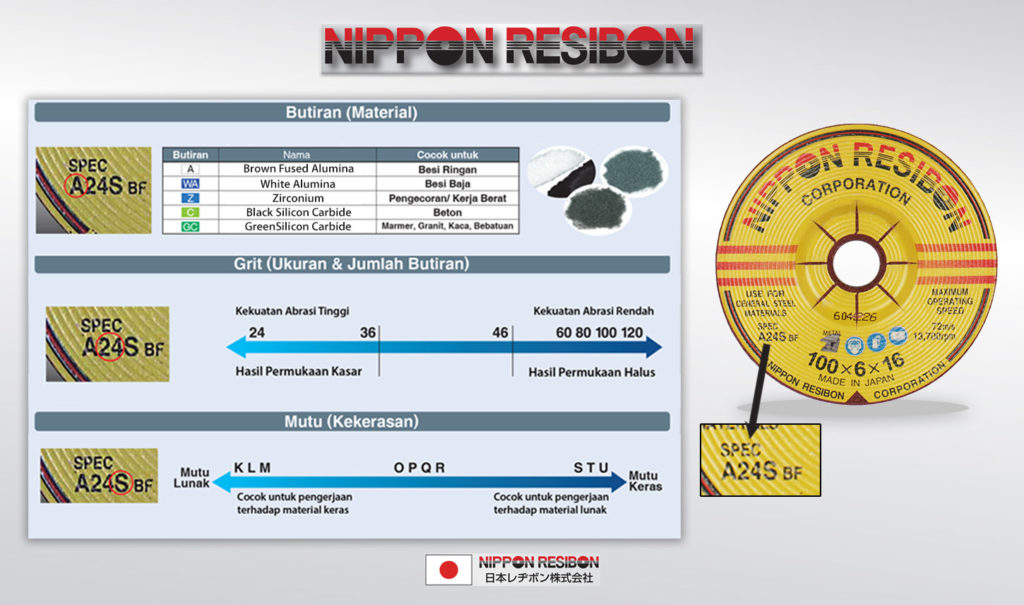 NIPPON RESIBON
Butiran (Material)
SPEC
A24S BF
Butiran Nama Cocok untuk
A Brown Fused Alumina Besi Ringan
WA White Alumina Besi Baja
Z Zirconium Pengecoran/ Kerja Berat
C Black Silicon Carbide Beton
GC GreenSilicon Carbide Marmer, Granit, Kaca, Bebatuan
Grit (Ukuran & Jumlah Butiran)
SPEC
A24S BF
Kekuatan Abrasi Tinggi Kekuatan Abrasi Rendah
24 36 46 60 80 100 120
Hasil Permukaan Kasar Hasil Permukaan Halus
Mutu (Kekerasan)
SPEC
A24S BF
Mutu
Lunak
K L M O P Q R S T U
Mutu
Keras
Cocok untuk pengerjaan
terhadap material keras
Cocok untuk pengerjaan
terhadap material lunak
NIPPON RESIBON
CORPORATION
USE FOR
GENERAL STEEL
MATERIALS
SPEC
A24S BF
MAXIMUM
OPERATING
SPEED
72m/s
METAL
100×6×16
MADE IN JAPAN
NIPPON RESIBON CORPORATION
SPEC
A24S BF
NIPPON RESIBON
日本レヂボン株式会社